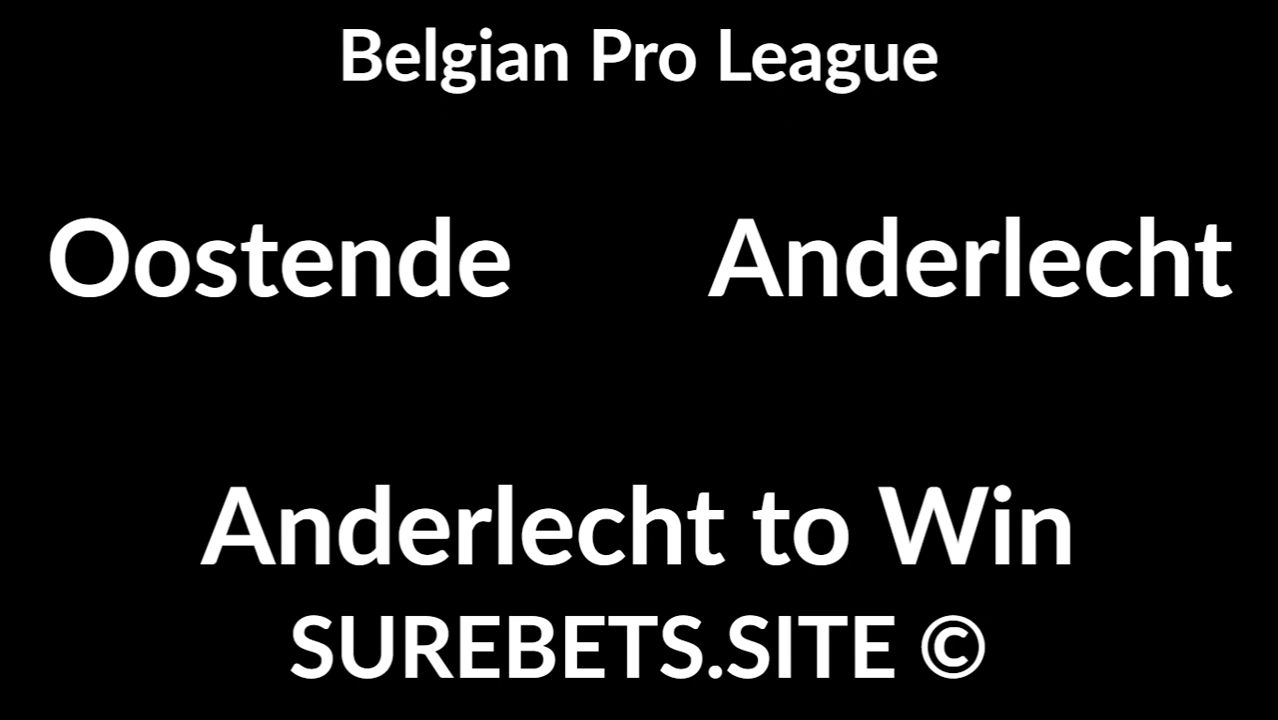 Belgian Pro League
Oostende Anderlecht
Anderlecht to Win
SUREBETS.SITE ©